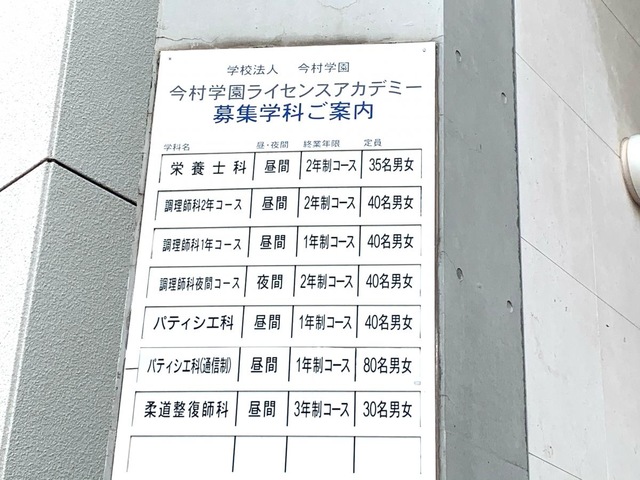 学校法人 今村学園
今村学園ライセンスアカデミー
募集学科ご案内
学科名 昼・夜間 終業年限 定員
栄養士科 昼間 2年制コース 35名男女
調理師科2年コース 昼間 2年制コース 40名男女
調理師科1年コース 昼間 1年制コース 40名男女
調理師科夜間コース 夜間 2年制コース 40名男女
パティシエ科 昼間 1年制コース 40名男女
パティシエ科(通信制) 昼間 1年制コース 80名男女
柔道整復師科 昼間 3年制コース 30名男女